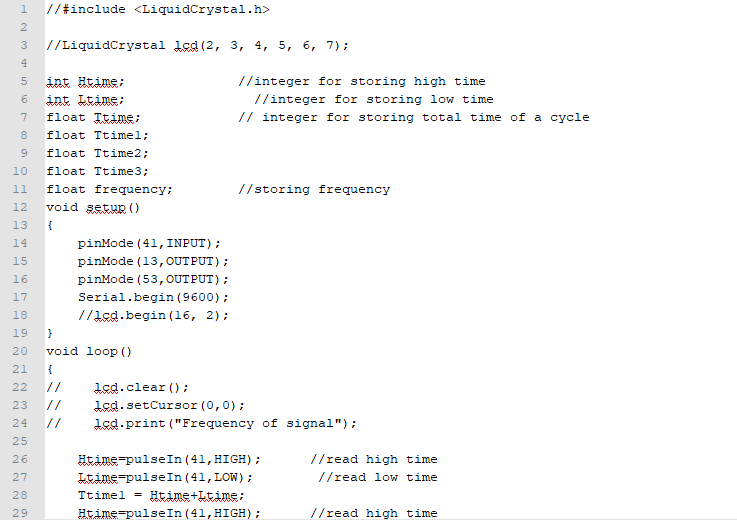 1 //#include <LiquidCrystal.h>
2
3 //LiquidCrystal lcd(2, 3, 4, 5, 6, 7);
4
5 int Htime;              //integer for storing high time
6 int Ltime;                //integer for storing low time
7 float Ttime;            // integer for storing total time of a cycle
8 float Ttime1;
9 float Ttime2;
10 float Ttime3;
11 float frequency;        //storing frequency
12 void setup()
13 {
14     pinMode(41,INPUT);
15     pinMode(13,OUTPUT);
16     pinMode(53,OUTPUT);
17     Serial.begin(9600);
18     //lcd.begin(16, 2);
19 }
20 void loop()
21 {
22 //    lcd.clear();
23 //    lcd.setCursor(0,0);
24 //    lcd.print("Frequency of signal");
25
26     Htime=pulseIn(41,HIGH);      //read high time
27     Ltime=pulseIn(41,LOW);        //read low time
28     Ttime1 = Htime+Ltime;
29     Htime=pulseIn(41,HIGH);      //read high time